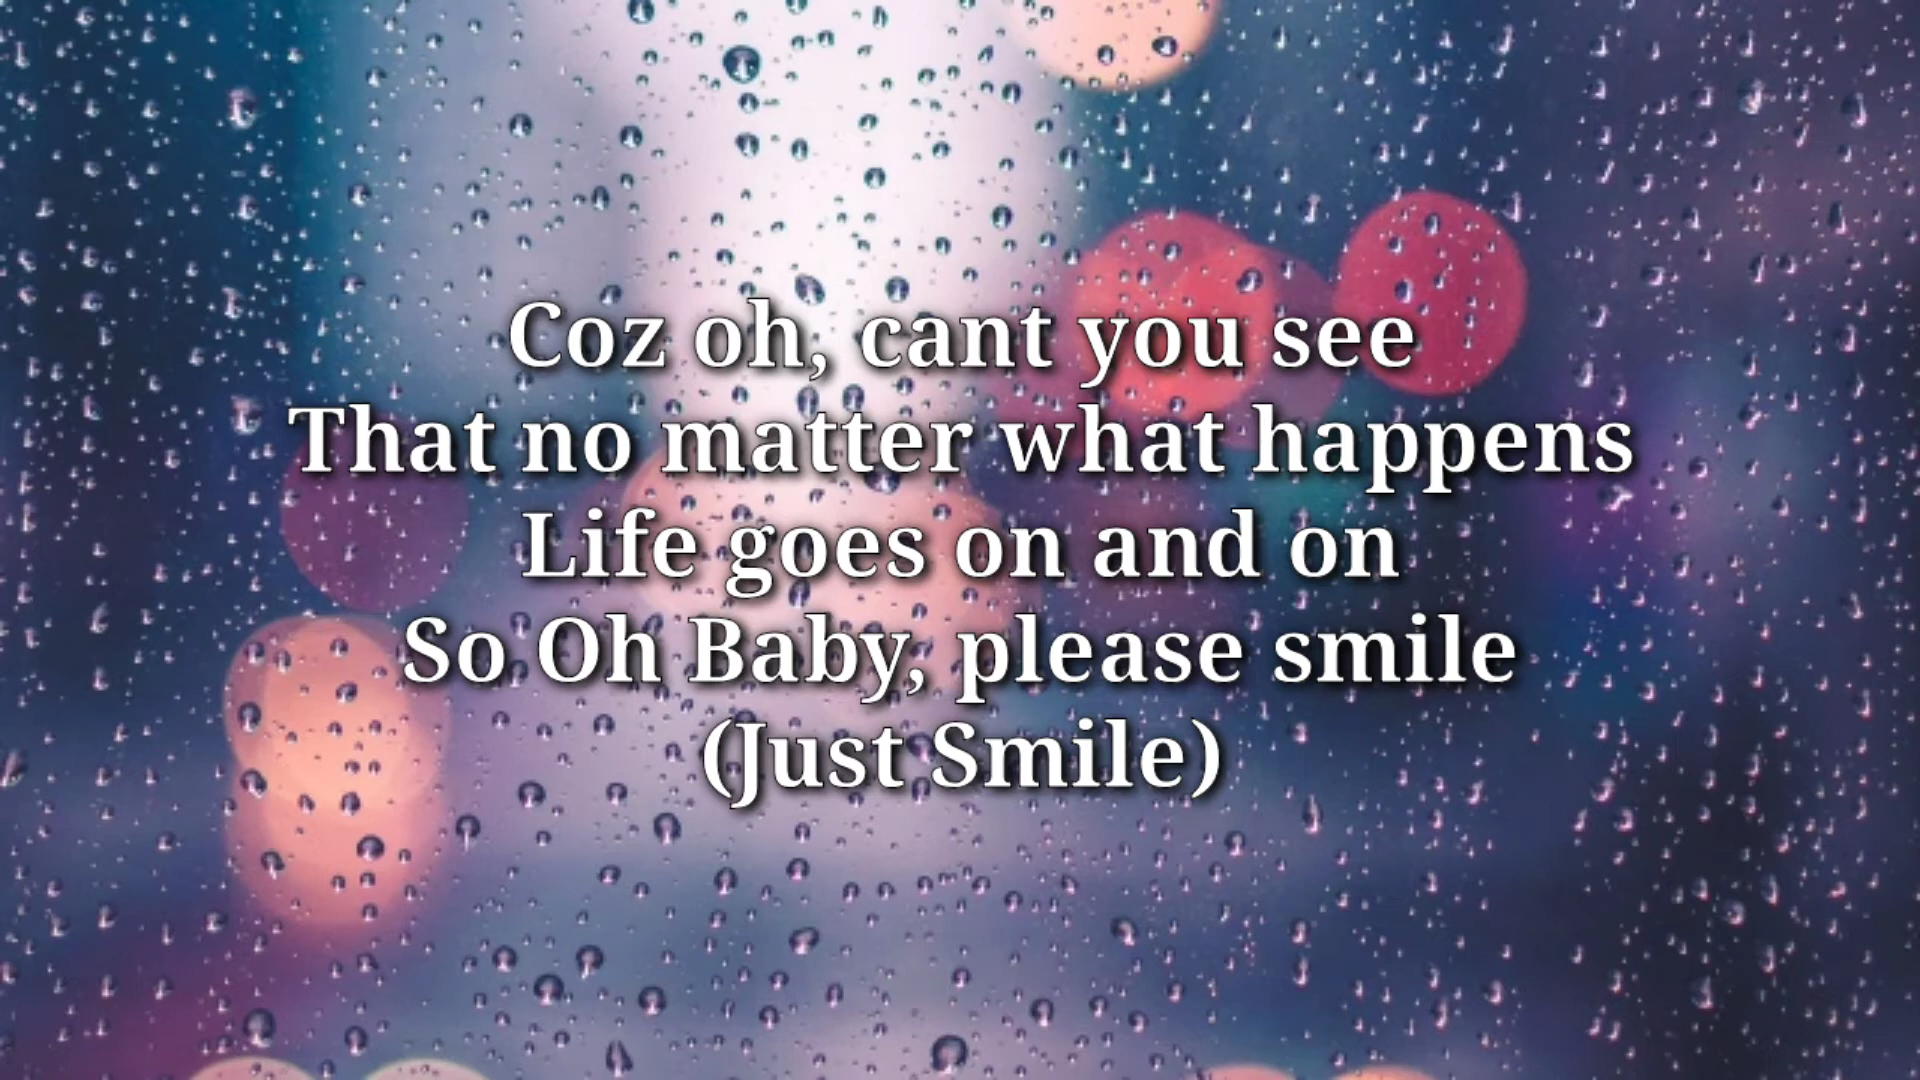 Coz oh, cant you see
That no matter what happens
Life goes on and on
So Oh Baby, please smile
(Just Smile)